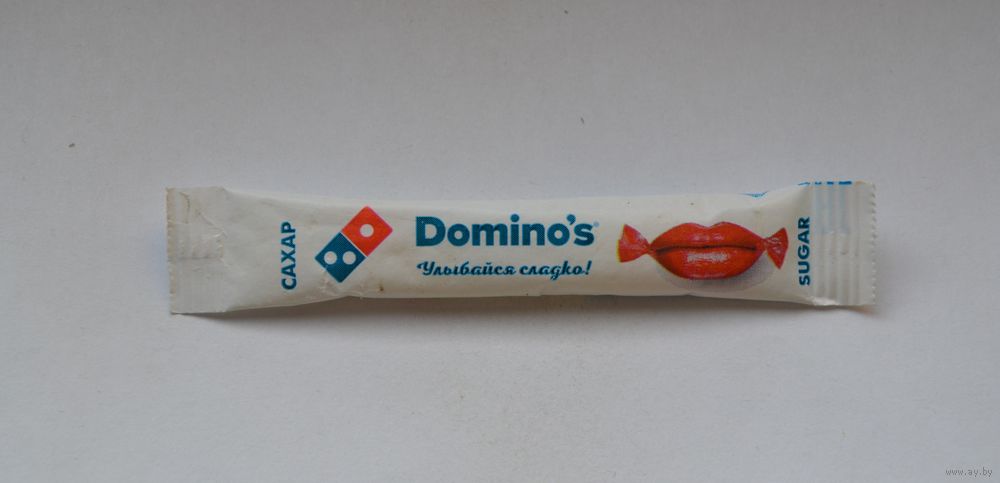 САХАР
Domino's®
Улыбайся сладко!
SUGAR
www.ay.by